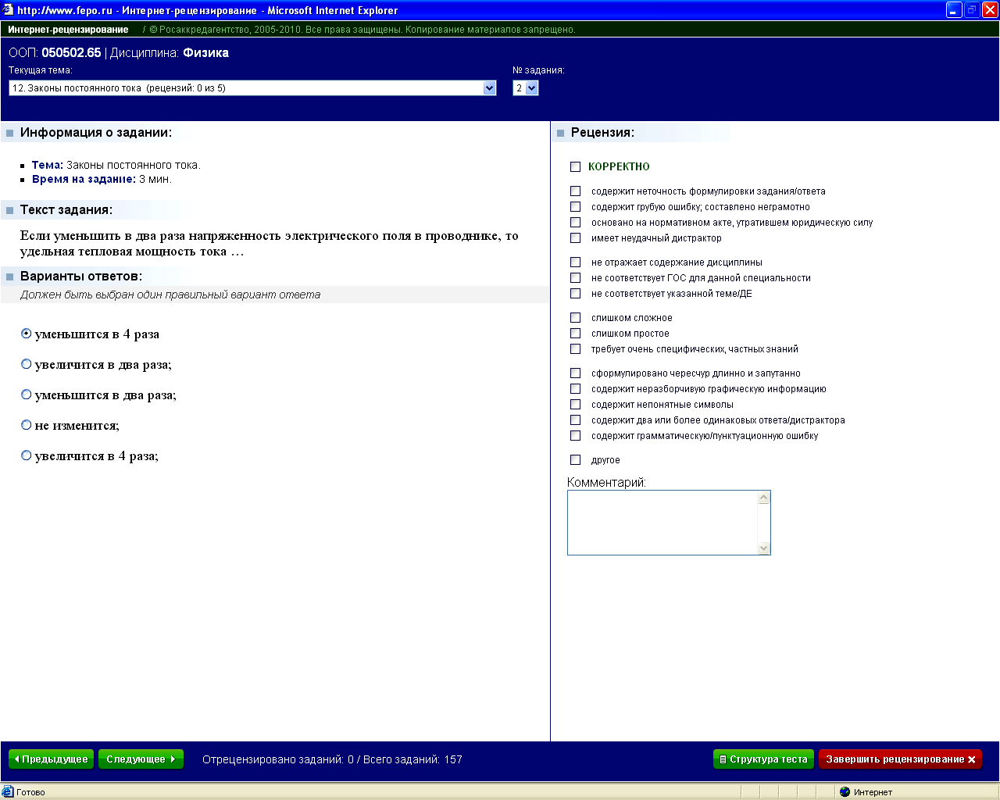 http://www.fepo.ru - Интернет-рецензирование - Microsoft Internet Explorer
Интернет-рецензирование / © Росаккредагентство, 2005-2010. Все права защищены. Копирование материалов запрещено.
ООП: 050502.65 | Дисциплина: Физика
Текущая тема: № задания:
12. Законы постоянного тока (рецензий: 0 из 5) 2
Информация о задании:
Тема: Законы постоянного тока.
Время на задание: 3 мин.
Текст задания:
Если уменьшить в два раза напряженность электрического поля в проводнике, то
удельная тепловая мощность тока …
Варианты ответов:
Должен быть выбран один правильный вариант ответа
уменьшится в 4 раза
увеличится в два раза;
уменьшится в два раза;
не изменится;
увеличится в 4 раза;
Рецензия:
КОРРЕКТНО
содержит неточность формулировки задания/ответа
содержит грубую ошибку; составлено неграмотно
основано на нормативном акте, утратившем юридическую силу
имеет неудачный дистрактор
не отражает содержание дисциплины
не соответствует ГОС для данной специальности
не соответствует указанной теме/ДЕ
слишком сложное
слишком простое
требует очень специфических, частных знаний
сформулировано чересчур длинно и запутанно
содержит неразборчивую графическую информацию
содержит непонятные символы
содержит два или более одинаковых ответа/дистрактора
содержит грамматическую/пунктуационную ошибку
другое
Комментарий:
Предыдущее Следующее Отрецензировано заданий: 0 / Всего заданий: 157 Структура теста Завершить рецензирование
Готово Интернет